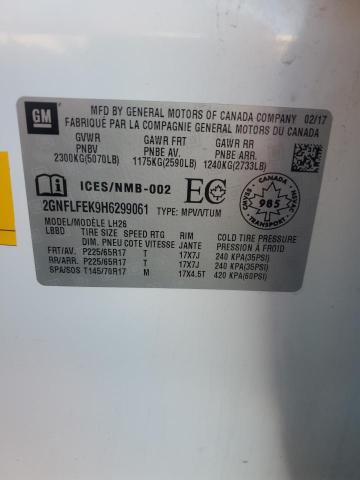 GM
MFD BY GENERAL MOTORS OF CANADA COMPANY 02/17
FABRIQUÉ PAR LA COMPAGNIE GENERAL MOTORS DU CANADA
GVWR GAWR FRT GAWR RR
PNBV PNBE AV. PNBE ARR.
2300KG(5070LB) 1175KG(2590LB) 1240KG(2733LB)
ICES/NMB-002 EC
CMVSS NSVAC
985
TRANSPORT
2GNFLFEK9H6299061 TYPE: MPV/VTUM
MODEL/MODÈLE LH26
LBBD TIRE SIZE SPEED RTG RIM COLD TIRE PRESSURE
DIM. PNEU COTE VITESSE JANTE PRESSION À FROID
FRT/AV. P225/65R17 T 17X7J 240 KPA(35PSI)
RR/ARR. P225/65R17 T 17X7J 240 KPA(35PSI)
SPA/SOS T145/70R17 M 17X4.5T 420 KPA(60PSI)